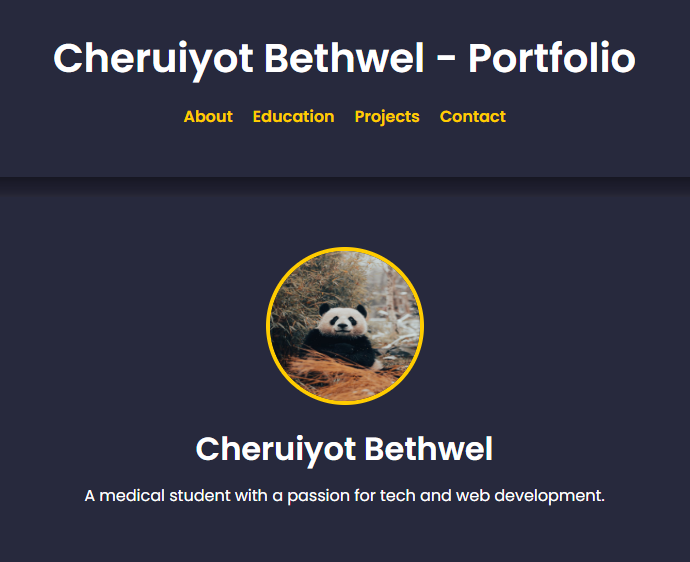 Cheruiyot Bethwel - Portfolio
About Education Projects Contact
Cheruiyot Bethwel
A medical student with a passion for tech and web development.